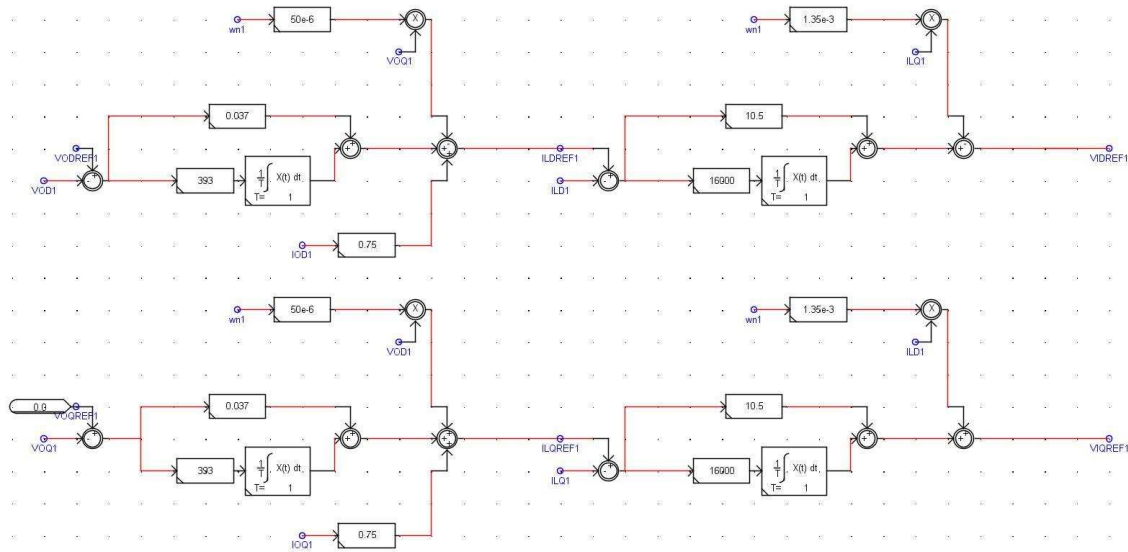 50e-6
wn1
X
VOQ1
1.35e-3
wn1
X
ILQ1
0.037
10.5
VODREF1
VOD1
393
1/T ∫ X(t) dt
T= 1
ILDREF1
ILD1
16000
1/T ∫ X(t) dt
T= 1
VIDREF1
IOD1
0.75
50e-6
wn1
X
VOD1
1.35e-3
wn1
X
ILD1
0.037
10.5
0.0
VOQREF1
VOQ1
393
1/T ∫ X(t) dt
T= 1
ILQREF1
ILQ1
16000
1/T ∫ X(t) dt
T= 1
VIQREF1
IOQ1
0.75